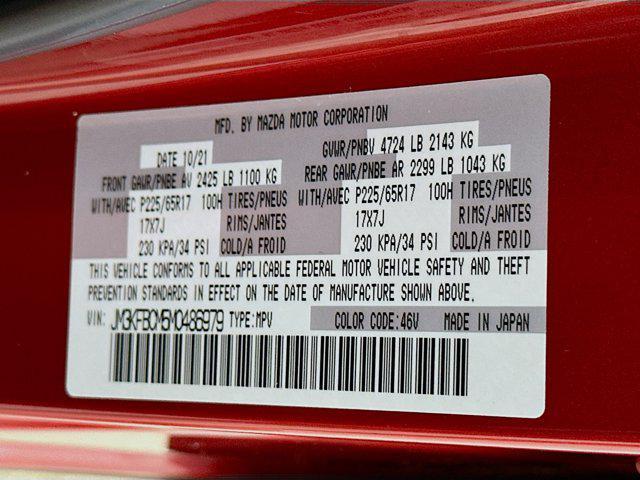 MFD. BY MAZDA MOTOR CORPORATION
DATE 10/21 GVWR/PNBV 4724 LB 2143 KG
FRONT GAWR/PNBE AV 2425 LB 1100 KG REAR GAWR/PNBE AR 2299 LB 1043 KG
WITH/AVEC P225/65R17 100H TIRES/PNEUS WITH/AVEC P225/65R17 100H TIRES/PNEUS
17X7J RIMS/JANTES 17X7J RIMS/JANTES
230 KPA/34 PSI COLD/A FROID 230 KPA/34 PSI COLD/A FROID
THIS VEHICLE CONFORMS TO ALL APPLICABLE FEDERAL MOTOR VEHICLE SAFETY AND THEFT
PREVENTION STANDARDS IN EFFECT ON THE DATE OF MANUFACTURE SHOWN ABOVE.
VIN: JM3KFBCM5M0486979 TYPE:MPV COLOR CODE:46V MADE IN JAPAN